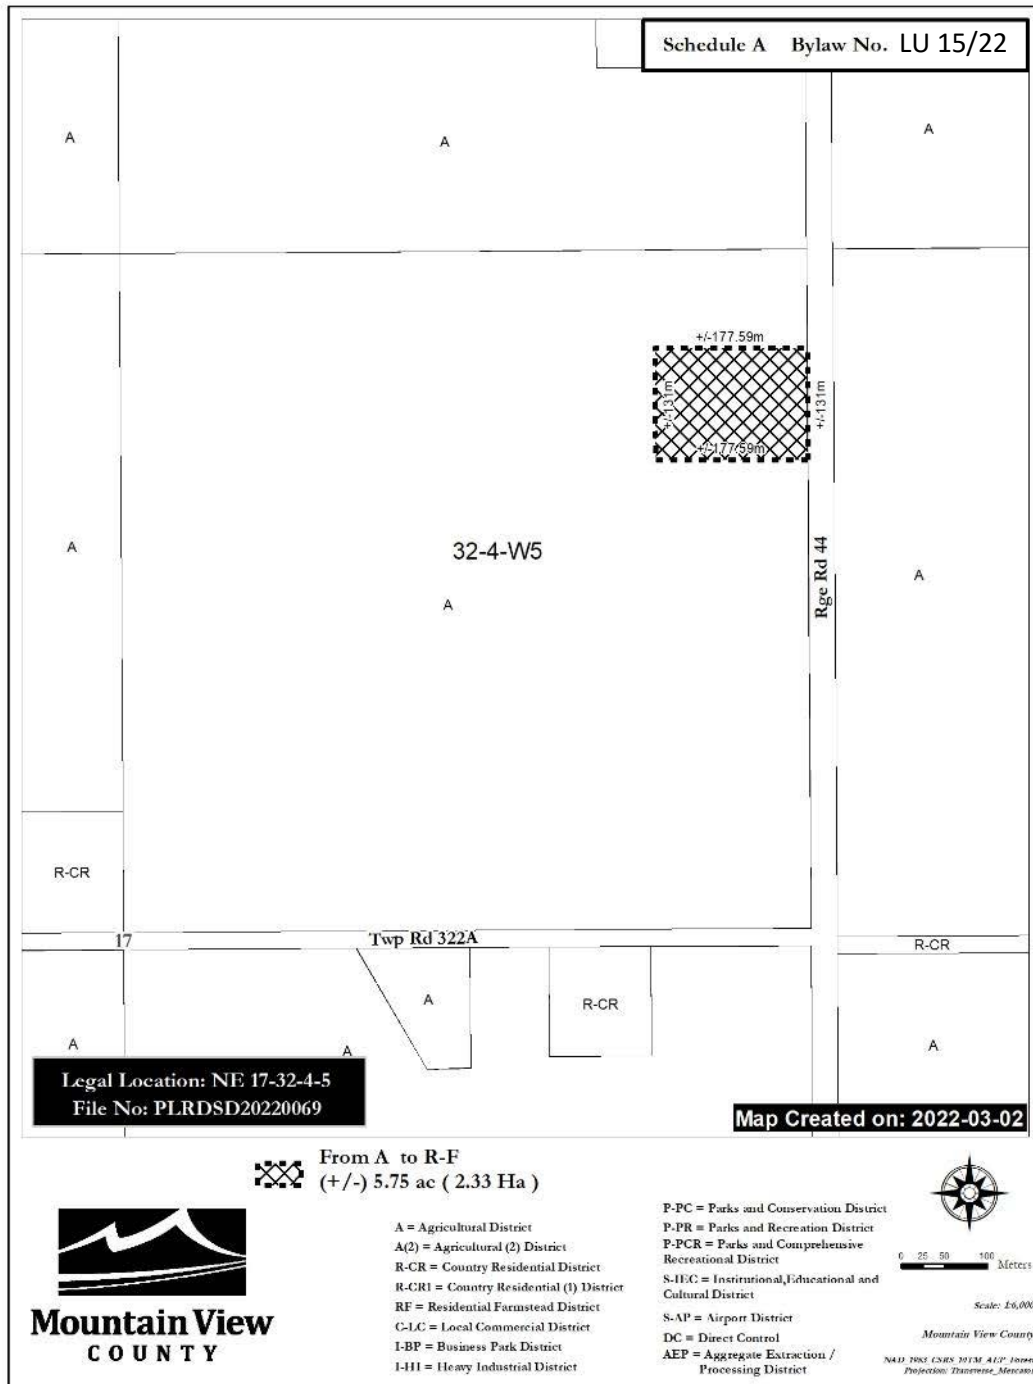 Schedule A Bylaw No. LU 15/22
A
A
A
+/-177.59m
+/-131m
+/-131m
+/-177.59m
32-4-W5
A
A
A
Rge Rd 44
R-CR
17
Twp Rd 322A
R-CR
A
R-CR
A
A
A
Legal Location: NE 17-32-4-5
File No: PLRDSD20220069
Map Created on: 2022-03-02
From A to R-F
(+/-) 5.75 ac ( 2.33 Ha )
Mountain View
COUNTY
A = Agricultural District
A(2) = Agricultural (2) District
R-CR = Country Residential District
R-CR1 = Country Residential (1) District
RF = Residential Farmstead District
C-LC = Local Commercial District
I-BP = Business Park District
I-HI = Heavy Industrial District
P-PC = Parks and Conservation District
P-PR = Parks and Recreation District
P-PCR = Parks and Comprehensive
Recreational District
S-IEC = Institutional,Educational and
Cultural District
S-AP = Airport District
DC = Direct Control
AEP = Aggregate Extraction /
Processing District
0 25 50 100
Meters
Scale: 1:6,000
Mountain View County
NAD_1983_CSRS_10TM_AEP_Forest
Projection: Transverse_Mercator